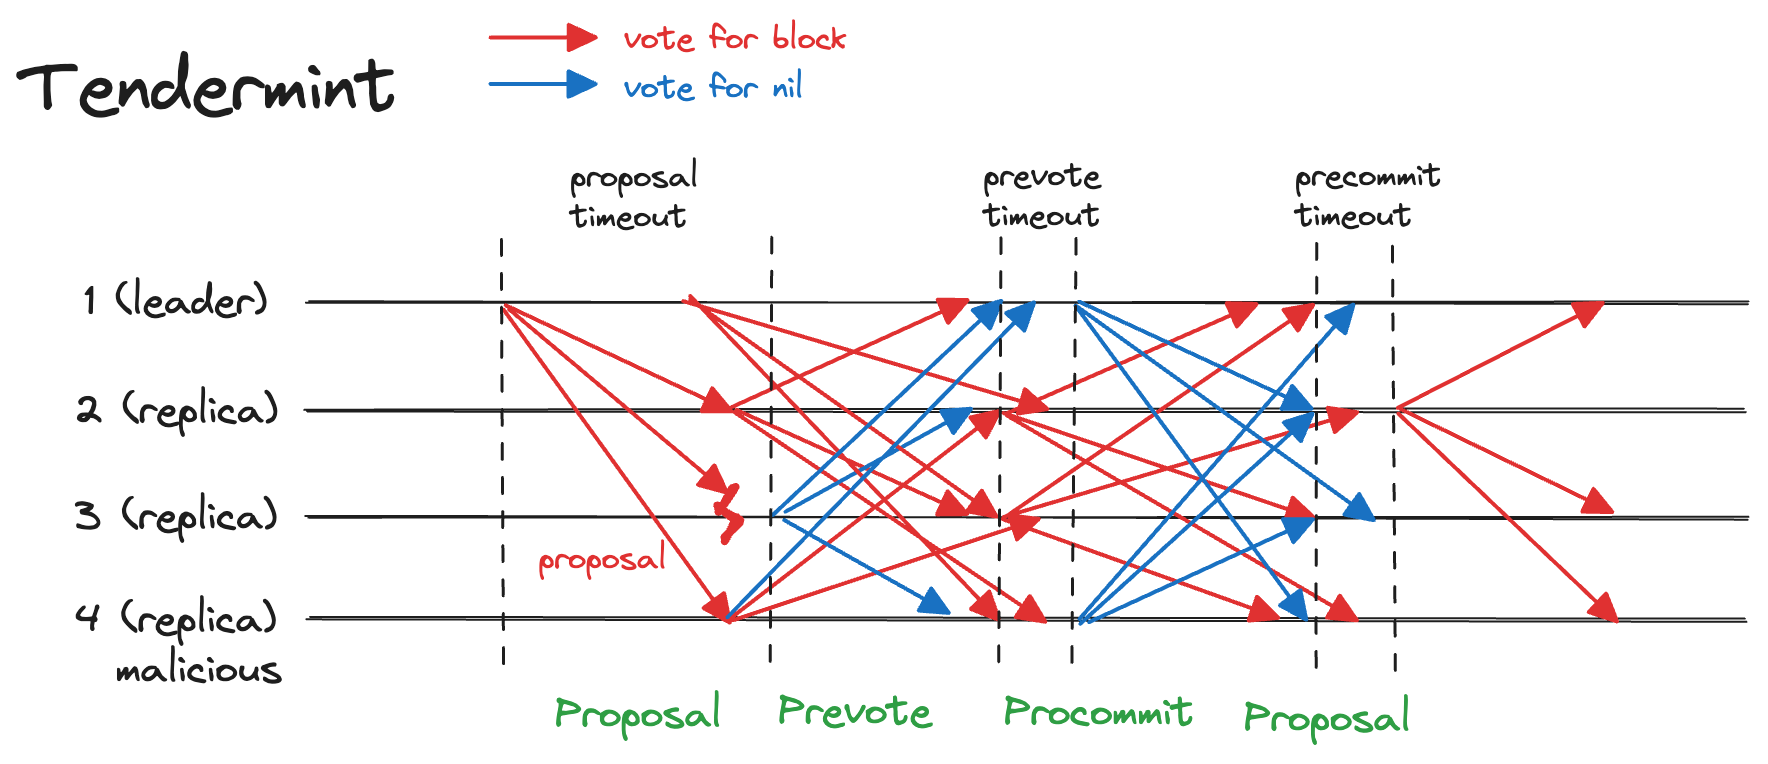 Tendermint
vote for block
vote for nil
proposal
timeout
prevote
timeout
precommit
timeout
1 (leader)
2 (replica)
3 (replica)
proposal
4 (replica)
malicious
Proposal
Prevote
Procommit
Proposal